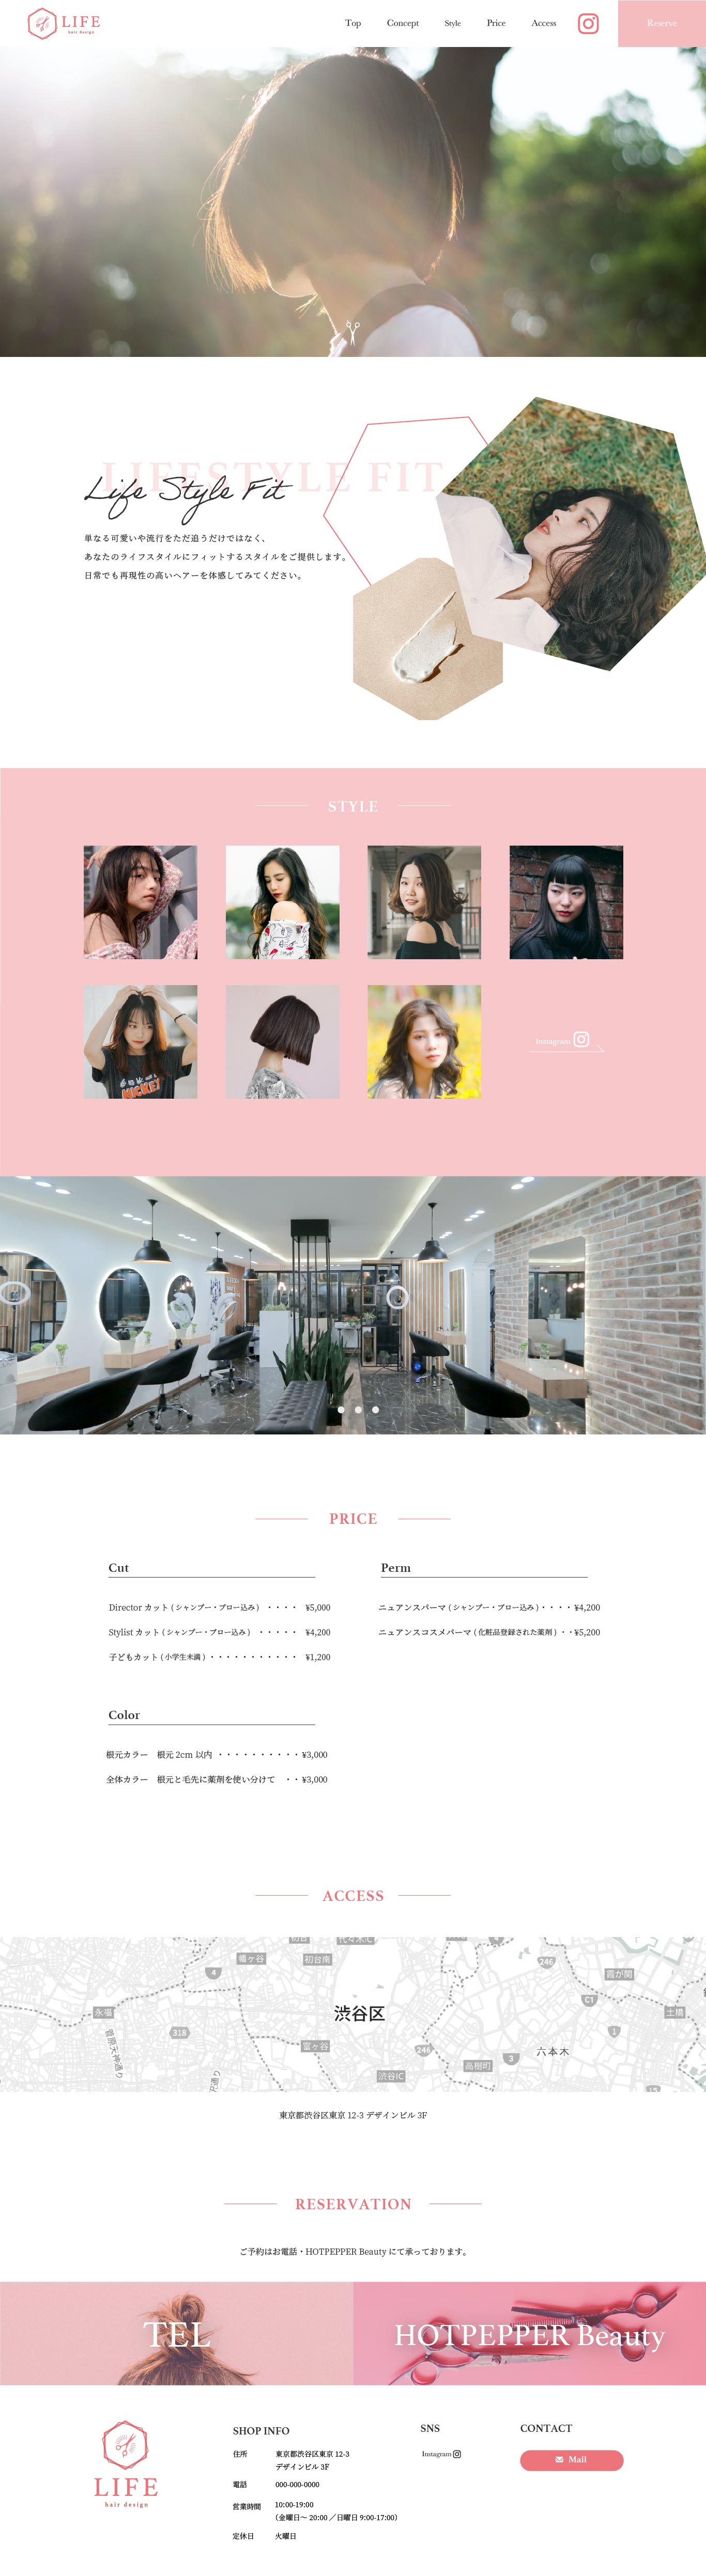 LIFE
hair design
Top
Concept
Style
Price
Access
Reserve
LIFESTYLE FIT
Life Style Fit
単なる可愛いや流行をただ追うだけではなく、
あなたのライフスタイルにフィットするスタイルをご提供します。
日常でも再現性の高いヘアーを体感してみてください。
STYLE
Instagram
PRICE
Cut
Director カット ( シャンプー・ブロー込み ) ・・・・ ¥5,000
Stylist カット ( シャンプー・ブロー込み ) ・・・・・ ¥4,200
子どもカット ( 小学生未満 ) ・・・・・・・・・・・ ¥1,200
Perm
ニュアンスパーマ ( シャンプー・ブロー込み )・・・・ ¥4,200
ニュアンスコスメパーマ ( 化粧品登録された薬剤 ) ・・¥5,200
Color
根元カラー 根元 2cm 以内 ・・・・・・・・・・ ¥3,000
全体カラー 根元と毛先に薬剤を使い分けて ・・ ¥3,000
ACCESS
幡ヶ谷
初台南
代々木IC
246
霞が関
4
永福
渋谷区
C1
土橋
318
菅原天神通り
富ヶ谷
246
1
六本木
高樹町
3
渋谷IC
15
東京都渋谷区東京 12-3 デザインビル 3F
RESERVATION
ご予約はお電話・HOTPEPPER Beauty にて承っております。
TEL
HOTPEPPER Beauty
LIFE
hair design
SHOP INFO
住所 東京都渋谷区東京 12-3
デザインビル 3F
電話 000-000-0000
営業時間 10:00-19:00
（金曜日〜 20:00 ／日曜日 9:00-17:00）
定休日 火曜日
SNS
Instagram
CONTACT
Mail